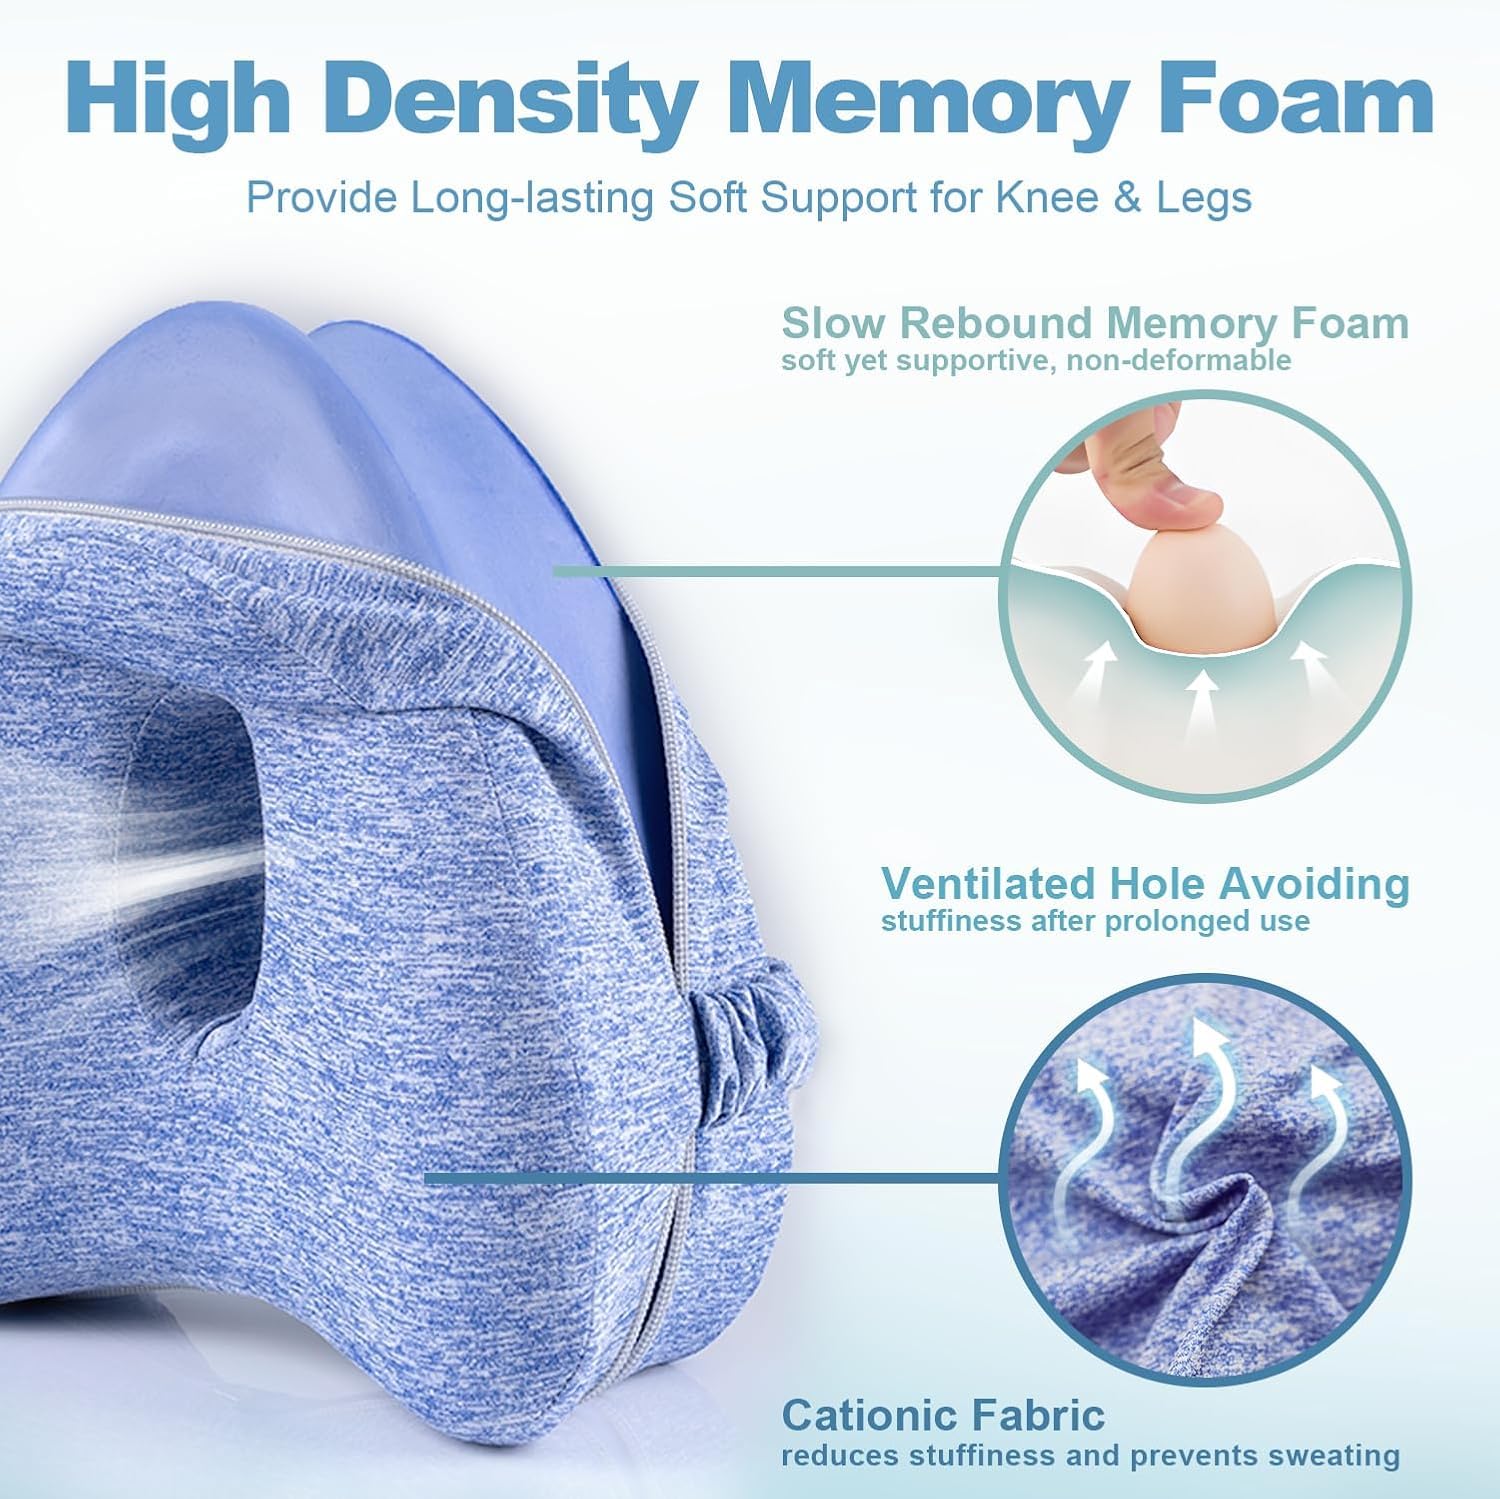 High Density Memory Foam
Provide Long-lasting Soft Support for Knee & Legs
Slow Rebound Memory Foam
soft yet supportive, non-deformable
Ventilated Hole Avoiding
stuffiness after prolonged use
Cationic Fabric
reduces stuffiness and prevents sweating